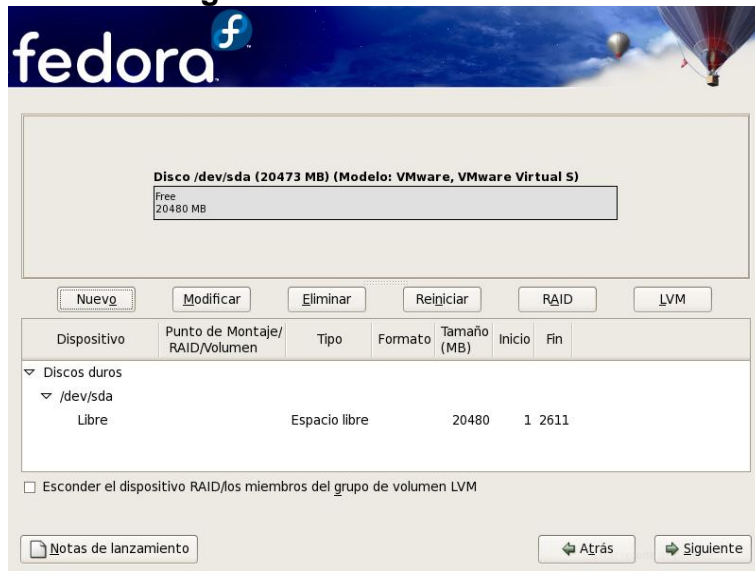 fedora
Disco /dev/sda (20473 MB) (Modelo: VMware, VMware Virtual S)
Free
20480 MB
Nuevo Modificar Eliminar Reiniciar RAID LVM
Dispositivo Punto de Montaje/ RAID/Volumen Tipo Formato Tamaño (MB) Inicio Fin
Discos duros
/dev/sda
Libre Espacio libre 20480 1 2611
Esconder el dispositivo RAID/los miembros del grupo de volumen LVM
Notas de lanzamiento Atrás Siguiente